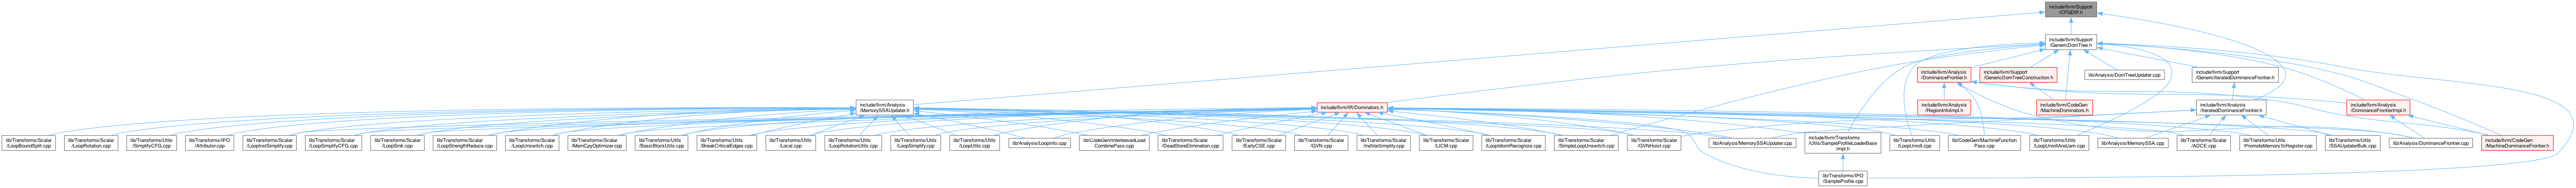 include/llvm/Support
/CFGDiff.h
include/llvm/Support
/GenericDomTree.h
include/llvm/Analysis
/DominanceFrontier.h
include/llvm/Support
/GenericDomTreeConstruction.h
lib/Analysis/DomTreeUpdater.cpp
include/llvm/Support
/GenericIteratedDominanceFrontier.h
include/llvm/Analysis
/MemorySSAUpdater.h
include/llvm/IR/Dominators.h
include/llvm/Analysis
/RegionInfoImpl.h
include/llvm/CodeGen
/MachineDominators.h
include/llvm/Analysis
/IteratedDominanceFrontier.h
include/llvm/Analysis
/DominanceFrontierImpl.h
lib/Transforms/Scalar
/LoopBoundSplit.cpp
lib/Transforms/Scalar
/LoopRotation.cpp
lib/Transforms/Utils
/SimplifyCFG.cpp
lib/Transforms/IPO
/Attributor.cpp
lib/Transforms/Scalar
/LoopInstSimplify.cpp
lib/Transforms/Scalar
/LoopSimplifyCFG.cpp
lib/Transforms/Scalar
/LoopSink.cpp
lib/Transforms/Scalar
/LoopStrengthReduce.cpp
lib/Transforms/Scalar
/LoopUnswitch.cpp
lib/Transforms/Scalar
/MemCpyOptimizer.cpp
lib/Transforms/Utils
/BasicBlockUtils.cpp
lib/Transforms/Utils
/BreakCriticalEdges.cpp
lib/Transforms/Utils
/Local.cpp
lib/Transforms/Utils
/LoopRotationUtils.cpp
lib/Transforms/Utils
/LoopSimplify.cpp
lib/Transforms/Utils
/LoopUtils.cpp
lib/Analysis/LoopInfo.cpp
lib/CodeGen/InterleavedLoad
CombinePass.cpp
lib/Transforms/Scalar
/DeadStoreElimination.cpp
lib/Transforms/Scalar
/EarlyCSE.cpp
lib/Transforms/Scalar
/GVN.cpp
lib/Transforms/Scalar
/IndVarSimplify.cpp
lib/Transforms/Scalar
/LICM.cpp
lib/Transforms/Scalar
/LoopIdiomRecognize.cpp
lib/Transforms/Scalar
/SimpleLoopUnswitch.cpp
lib/Transforms/Scalar
/GVNHoist.cpp
lib/Analysis/MemorySSAUpdater.cpp
include/llvm/Transforms
/Utils/SampleProfileLoaderBase
Impl.h
lib/Transforms/Utils
/LoopUnroll.cpp
lib/CodeGen/MachineFunction
Pass.cpp
lib/Transforms/Utils
/LoopUnrollAndJam.cpp
lib/Analysis/MemorySSA.cpp
lib/Transforms/Scalar
/ADCE.cpp
lib/Transforms/Utils
/PromoteMemoryToRegister.cpp
lib/Transforms/Utils
/SSAUpdaterBulk.cpp
lib/Analysis/DominanceFrontier.cpp
include/llvm/CodeGen
/MachineDominanceFrontier.h
lib/Transforms/IPO
/SampleProfile.cpp